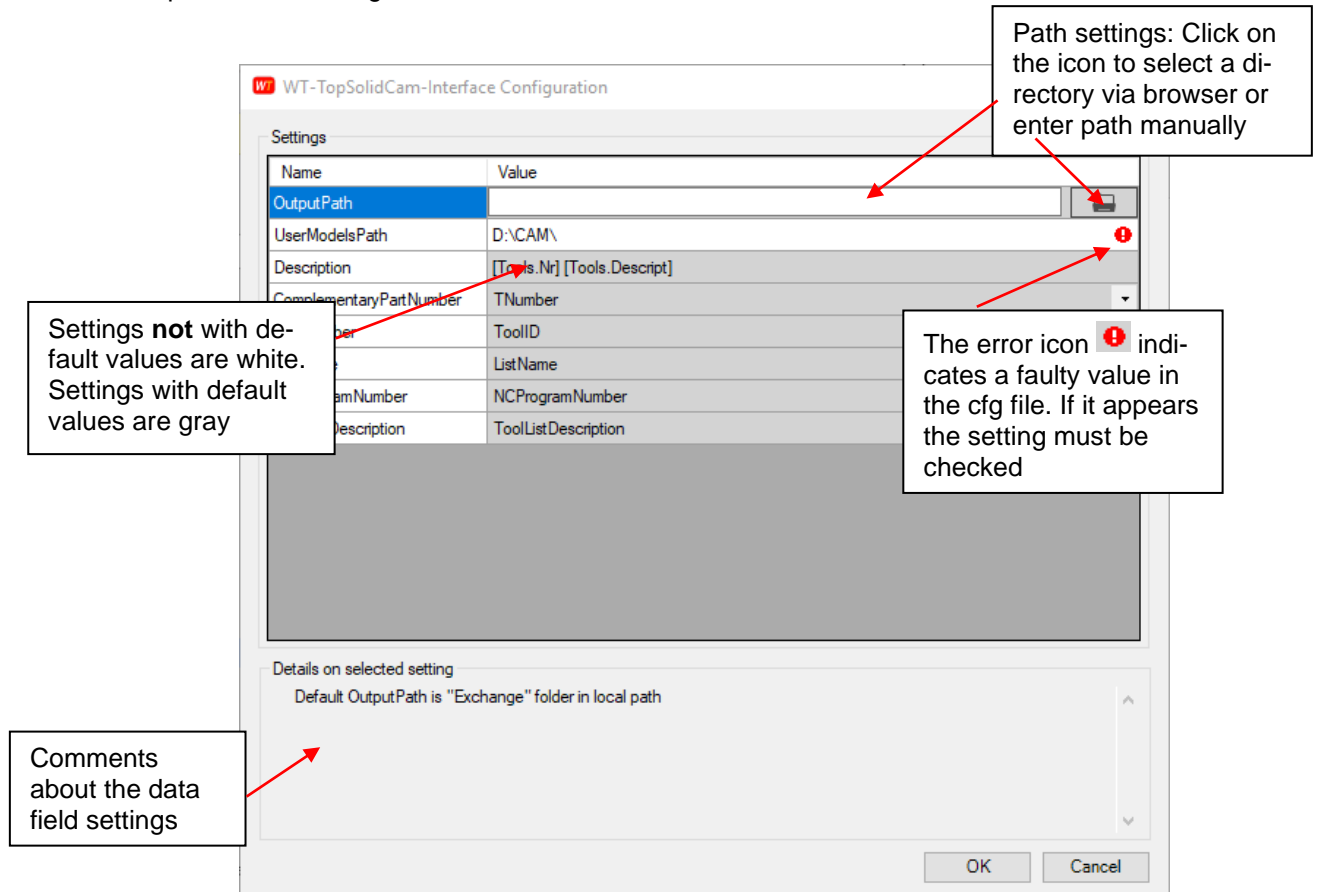 Path settings: Click on
the icon to select a di-
rectory via browser or
enter path manually
WT WT-TopSolidCam-Interface Configuration
Settings
Name Value
OutputPath
UserModelsPath D:\CAM\
Description [Tools.Nr] [Tools.Descript]
ComplementaryPartNumber TNumber
ToolID
ListName
NCProgramNumber
Description ToolListDescription
Settings not with de-
fault values are white.
Settings with default
values are gray
The error icon indi-
cates a faulty value in
the cfg file. If it appears
the setting must be
checked
Details on selected setting
Default OutputPath is "Exchange" folder in local path
Comments
about the data
field settings
OK Cancel